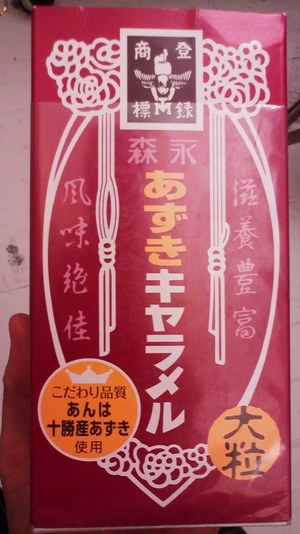 登録
商標
森永
あずきキャラメル
滋養豊富
風味絶佳
こだわり品質
あんは
十勝産あずき
使用
大粒